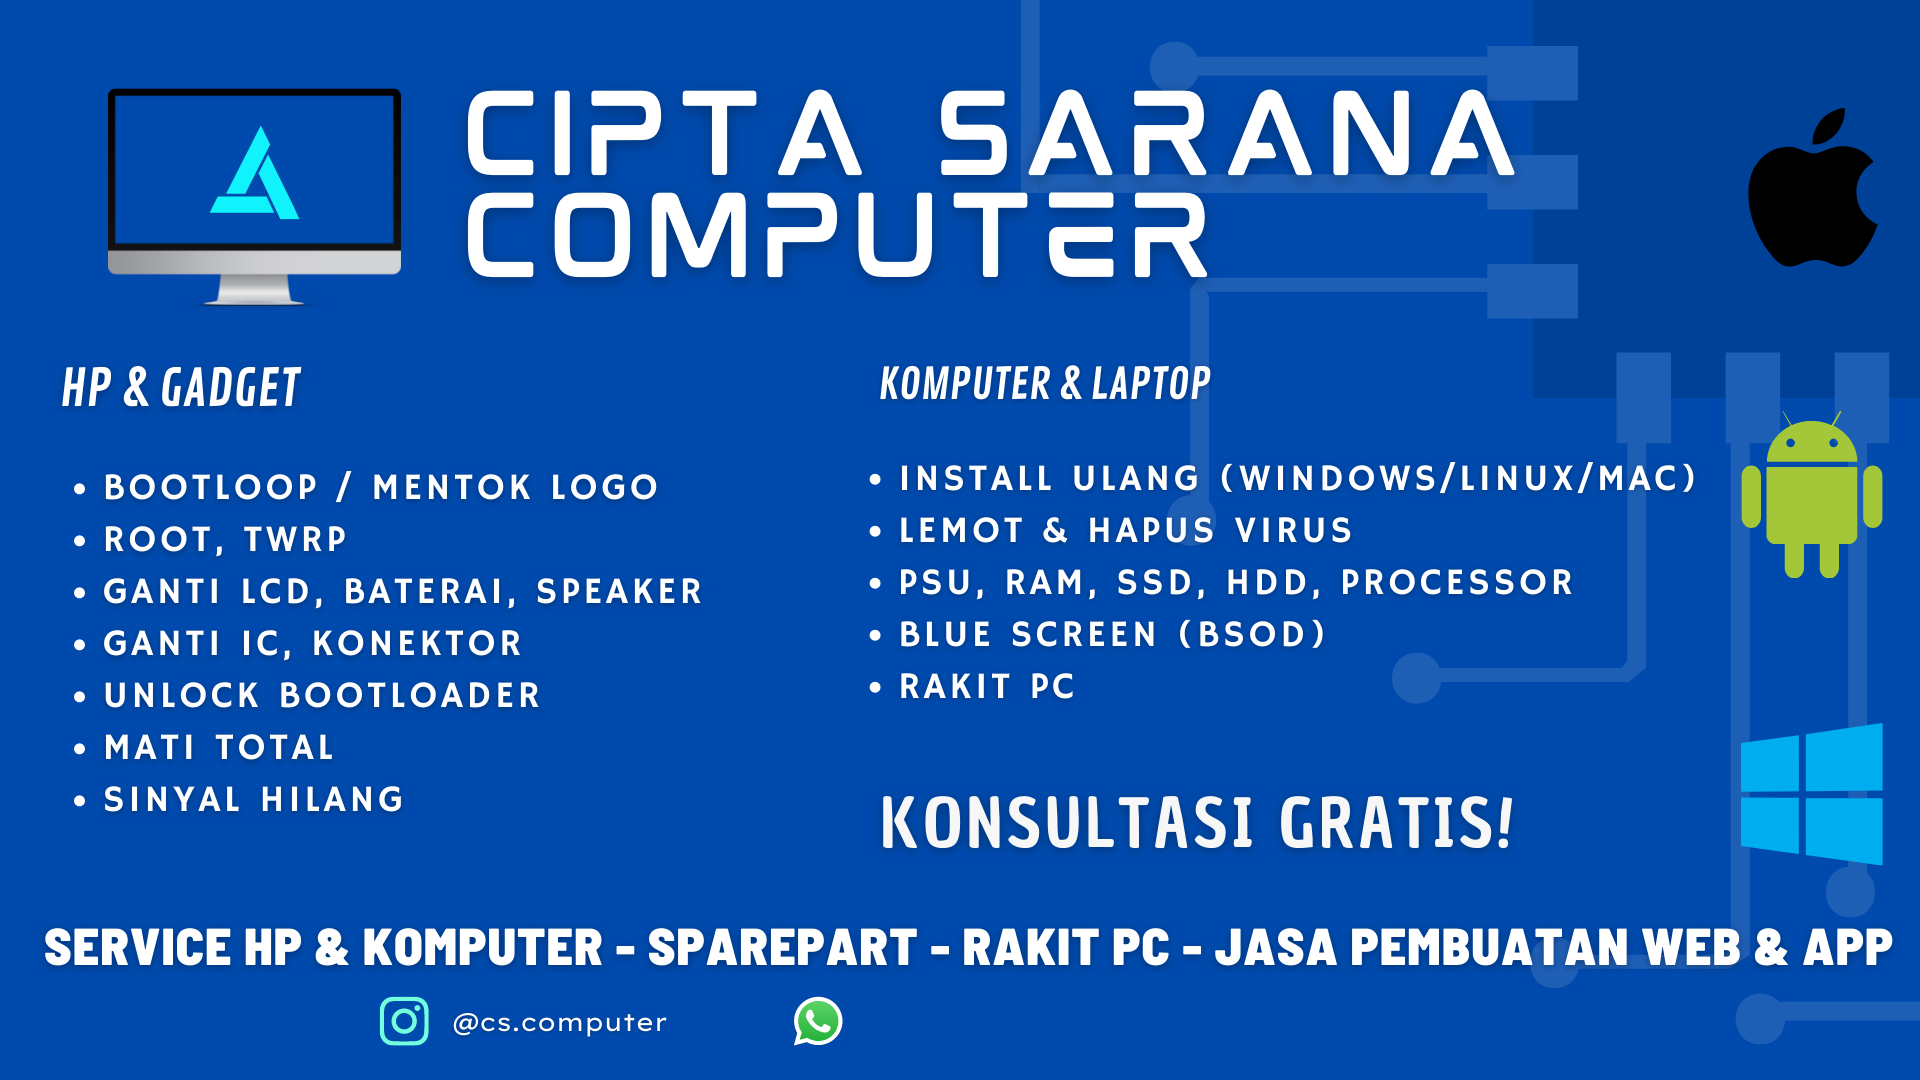 CIPTA SARANA
COMPUTER
HP & GADGET
• BOOTLOOP / MENTOK LOGO
• ROOT, TWRP
• GANTI LCD, BATERAI, SPEAKER
• GANTI IC, KONEKTOR
• UNLOCK BOOTLOADER
• MATI TOTAL
• SINYAL HILANG
KOMPUTER & LAPTOP
• INSTALL ULANG (WINDOWS/LINUX/MAC)
• LEMOT & HAPUS VIRUS
• PSU, RAM, SSD, HDD, PROCESSOR
• BLUE SCREEN (BSOD)
• RAKIT PC
KONSULTASI GRATIS!
SERVICE HP & KOMPUTER - SPAREPART - RAKIT PC - JASA PEMBUATAN WEB & APP
@cs.computer